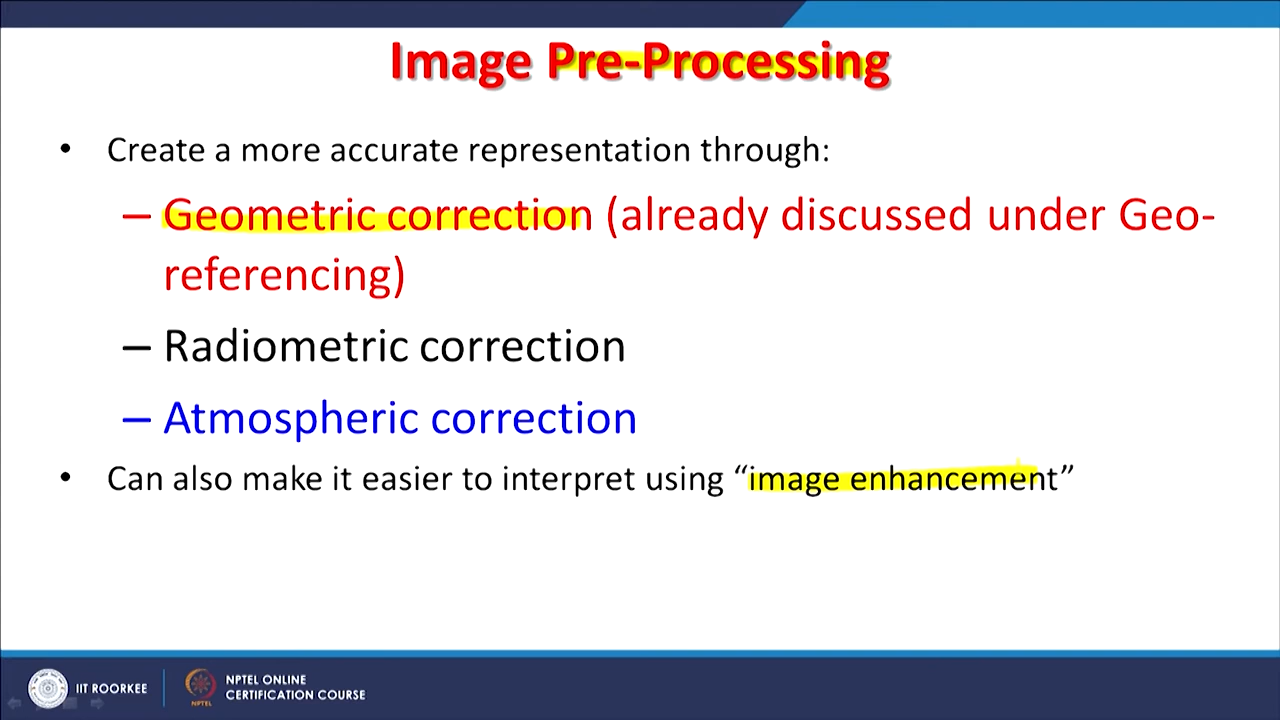 Image Pre-Processing
• Create a more accurate representation through:
– Geometric correction (already discussed under Geo-
referencing)
– Radiometric correction
– Atmospheric correction
• Can also make it easier to interpret using “image enhancement”
IIT ROORKEE
NPTEL
NPTEL ONLINE
CERTIFICATION COURSE